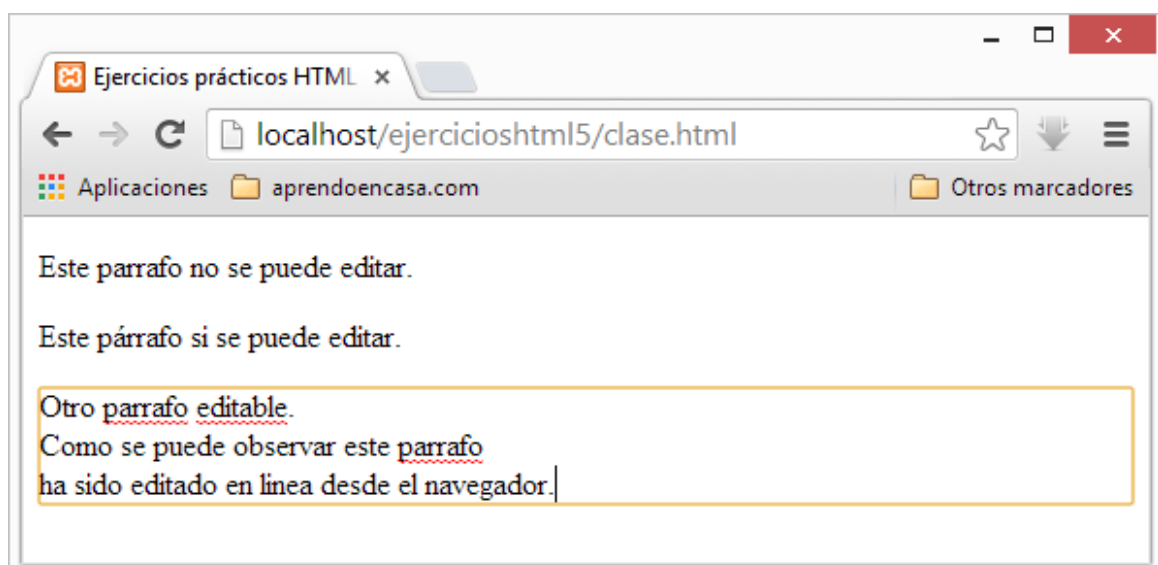 Ejercicios prácticos HTML
localhost/ejercicioshtml5/clase.html
Aplicaciones aprendoencasa.com Otros marcadores
Este parrafo no se puede editar.
Este párrafo si se puede editar.
Otro parrafo editable.
Como se puede observar este parrafo
ha sido editado en linea desde el navegador.